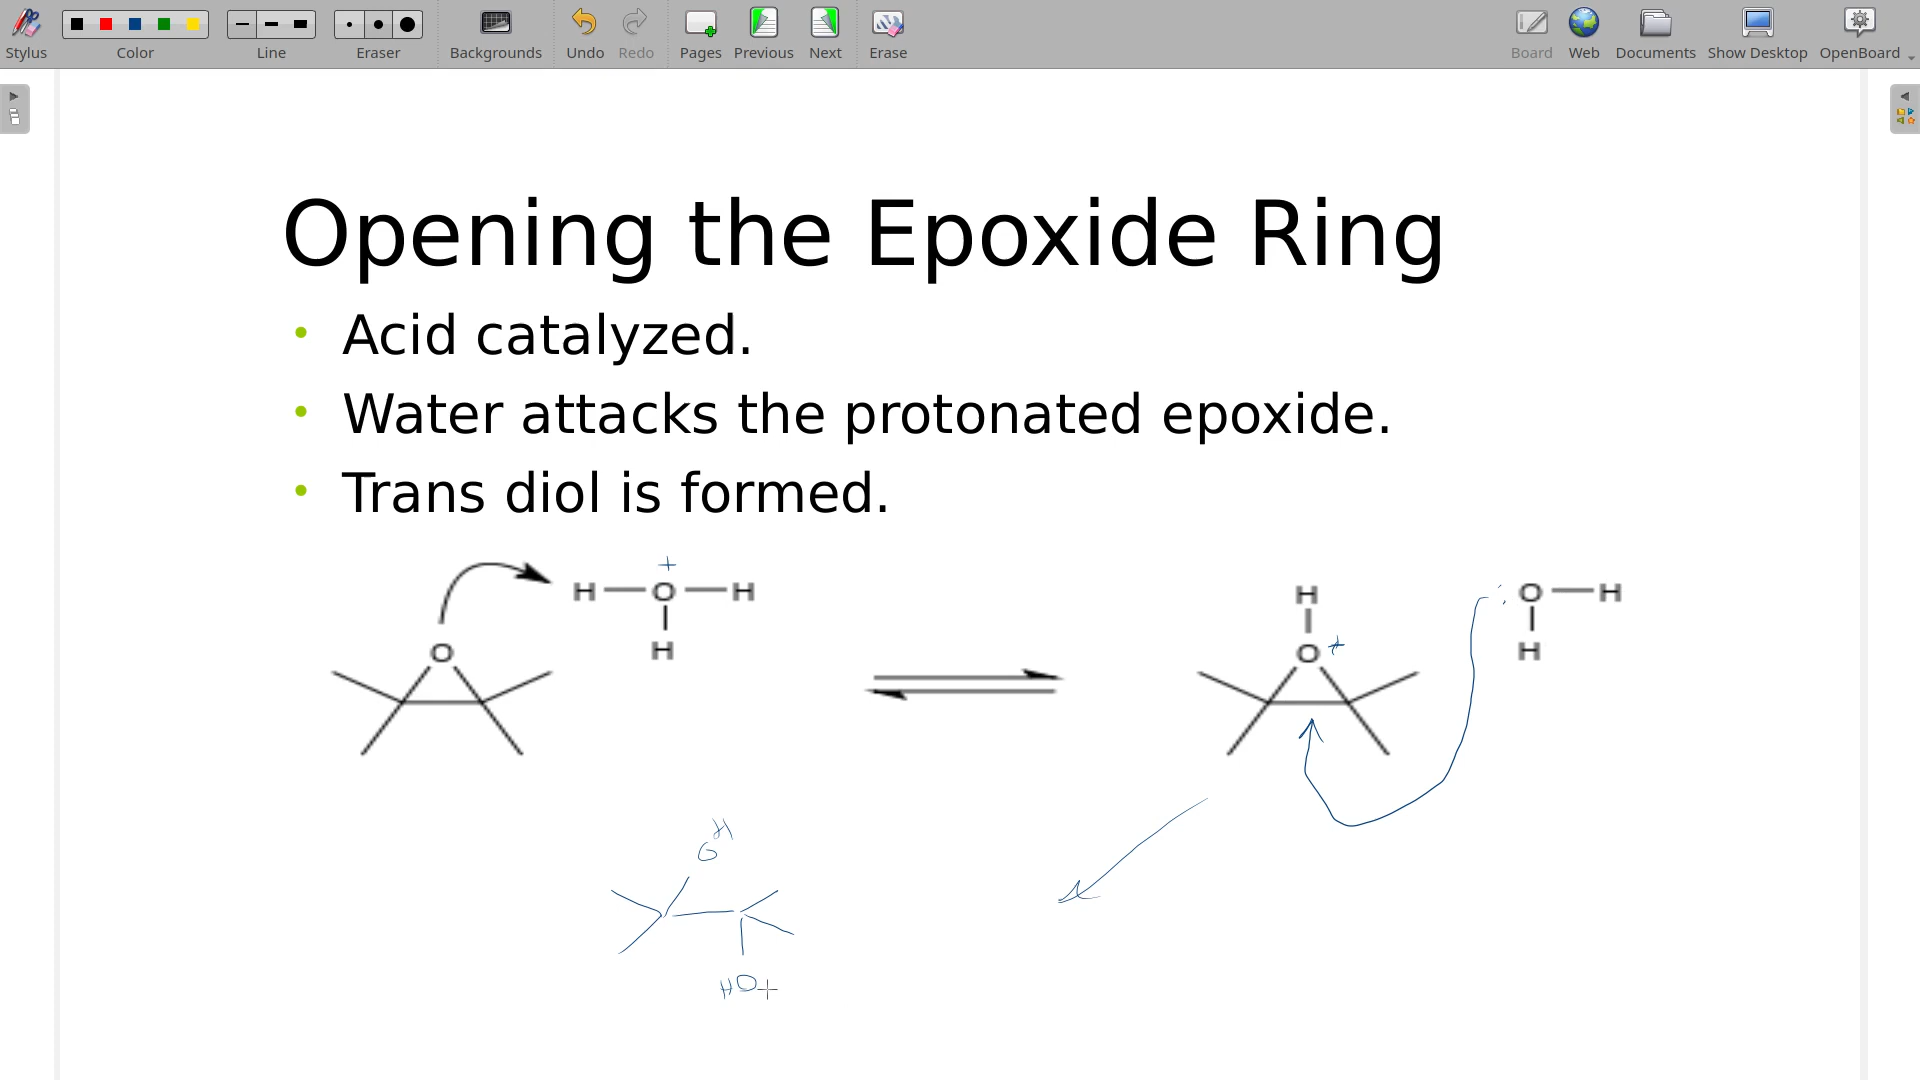 Stylus Color Line Eraser Backgrounds Undo Redo Pages Previous Next Erase Board Web Documents Show Desktop OpenBoard
Opening the Epoxide Ring
• Acid catalyzed.
• Water attacks the protonated epoxide.
• Trans diol is formed.
+
H O H
H
O
H
O +
: O H
H
H
O
HO+